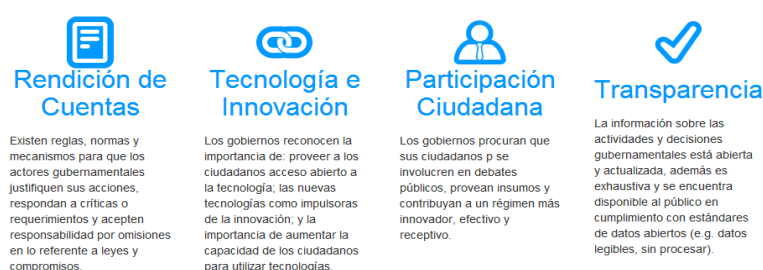 Rendición de
Cuentas
Existen reglas, normas y
mecanismos para que los
actores gubernamentales
justifiquen sus acciones,
respondan a críticas o
requerimientos y acepten
responsabilidad por omisiones
en lo referente a leyes y
compromisos.
Tecnología e
Innovación
Los gobiernos reconocen la
importancia de: proveer a los
ciudadanos acceso abierto a
la tecnología; las nuevas
tecnologías como impulsoras
de la innovación; y la
importancia de aumentar la
capacidad de los ciudadanos
para utilizar tecnologías.
Participación
Ciudadana
Los gobiernos procuran que
sus ciudadanos p se
involucren en debates
públicos, provean insumos y
contribuyan a un régimen más
innovador, efectivo y
receptivo.
Transparencia
La información sobre las
actividades y decisiones
gubernamentales está abierta
y actualizada, además es
exhaustiva y se encuentra
disponible al público en
cumplimiento con estándares
de datos abiertos (e.g. datos
legibles, sin procesar).